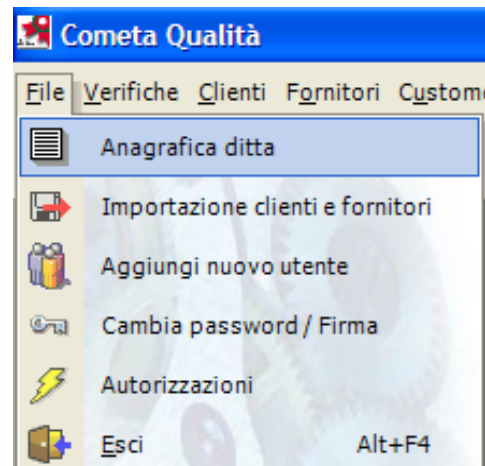 Cometa Qualità
File Verifiche Clienti Fornitori
Anagrafica ditta
Importazione clienti e fornitori
Aggiungi nuovo utente
Cambia password / Firma
Autorizzazioni
Esci Alt+F4